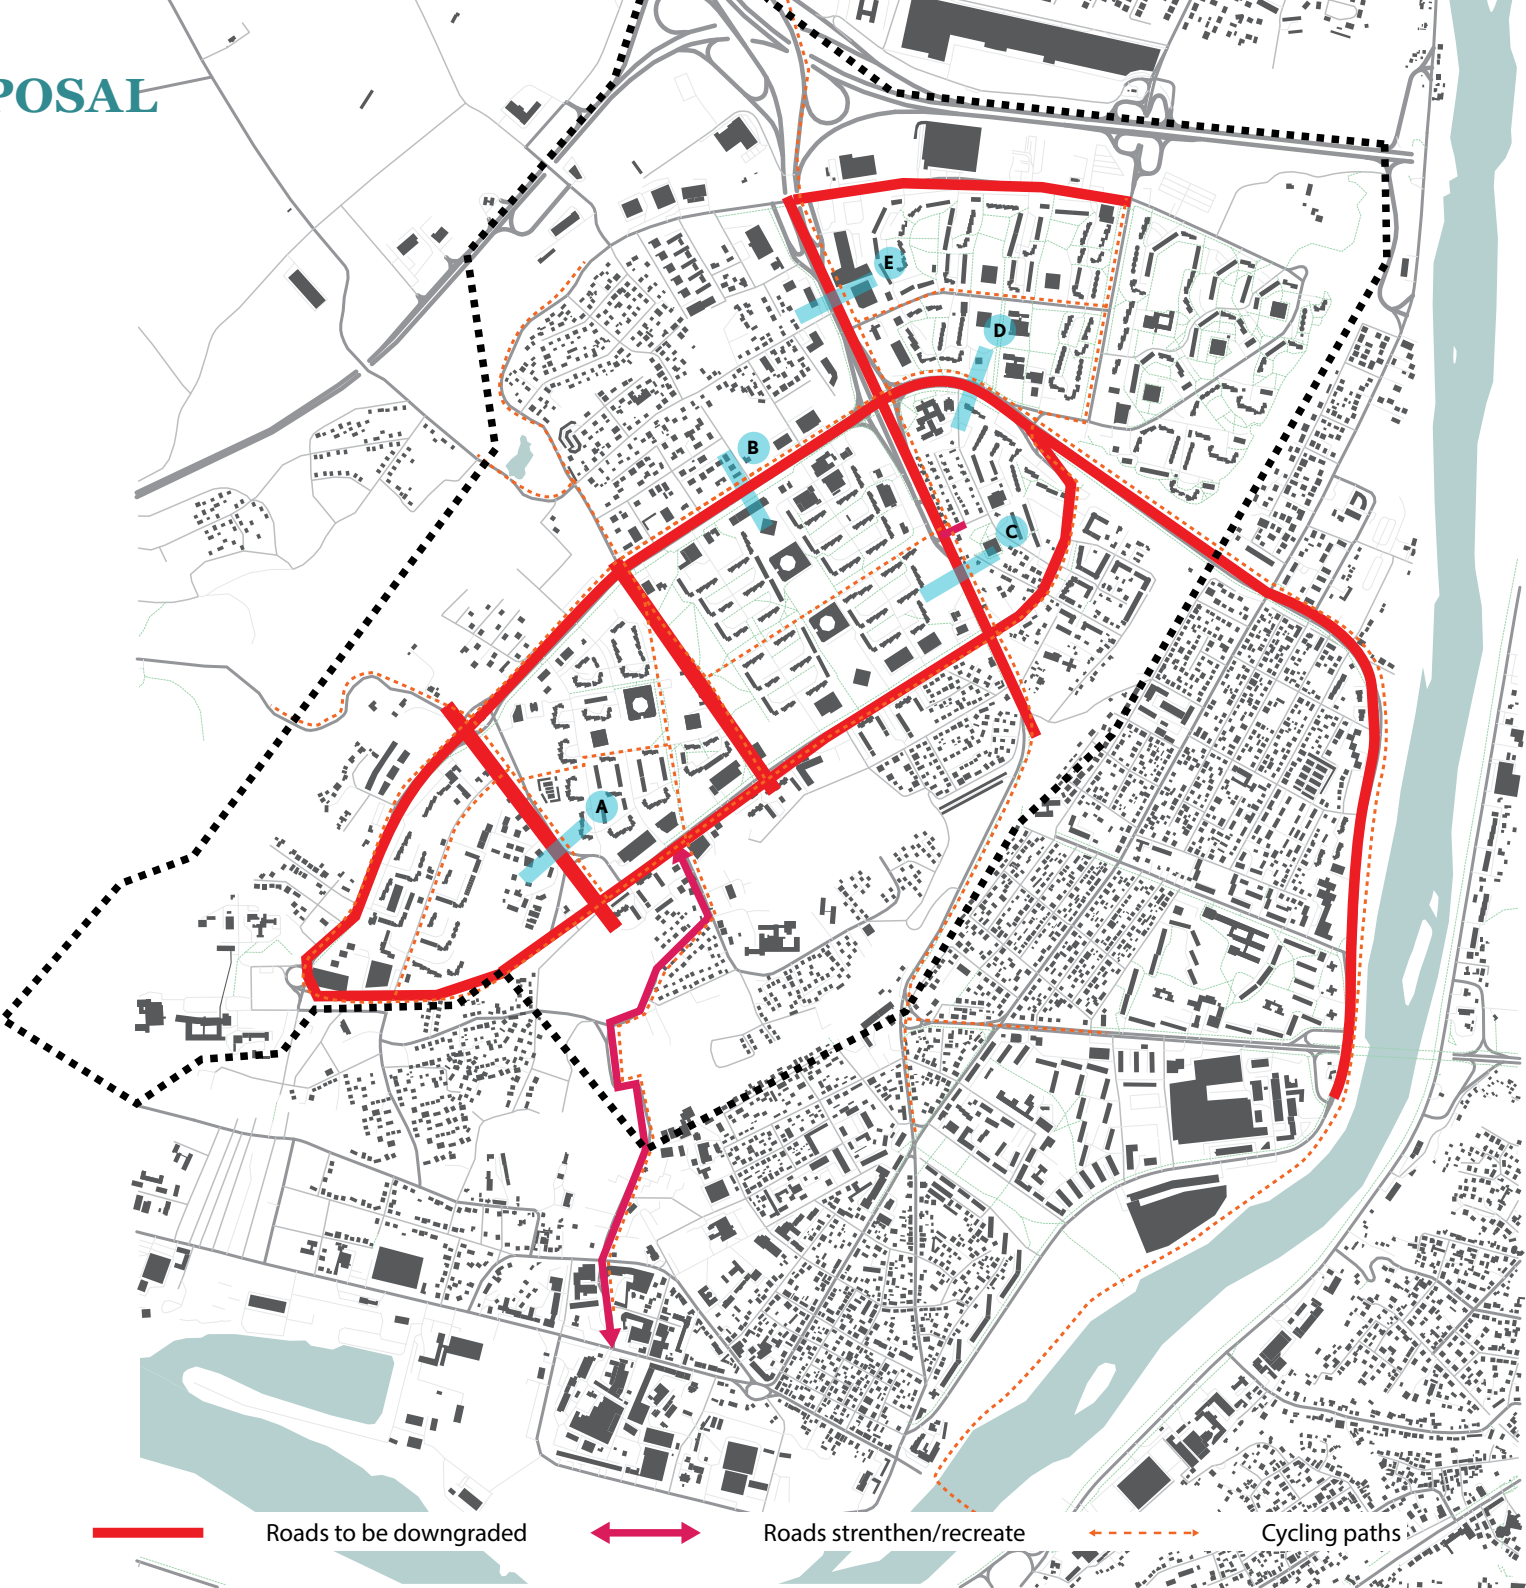 POSAL
E
D
B
C
A
Roads to be downgraded
Roads strenthen/recreate
Cycling paths